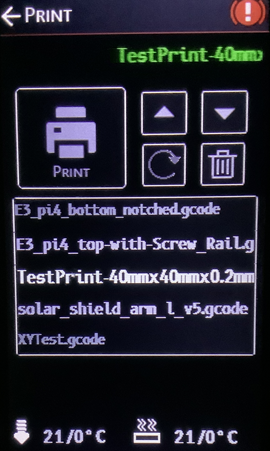 PRINT
TestPrint-40mmx
PRINT
E3_pi4_bottom_notched.gcode
E3_pi4_top-with-Screw_Rail.g
TestPrint-40mmx40mmx0.2mm
solar_shield_arm_l_v5.gcode
XYTest.gcode
21/0°C 21/0°C